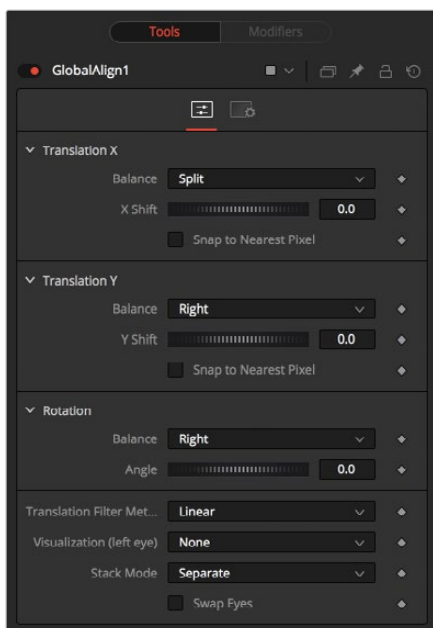 Tools Modifiers
GlobalAlign1
Translation X
Balance Split
X Shift 0.0
Snap to Nearest Pixel
Translation Y
Balance Right
Y Shift 0.0
Snap to Nearest Pixel
Rotation
Balance Right
Angle 0.0
Translation Filter Met... Linear
Visualization (left eye) None
Stack Mode Separate
Swap Eyes